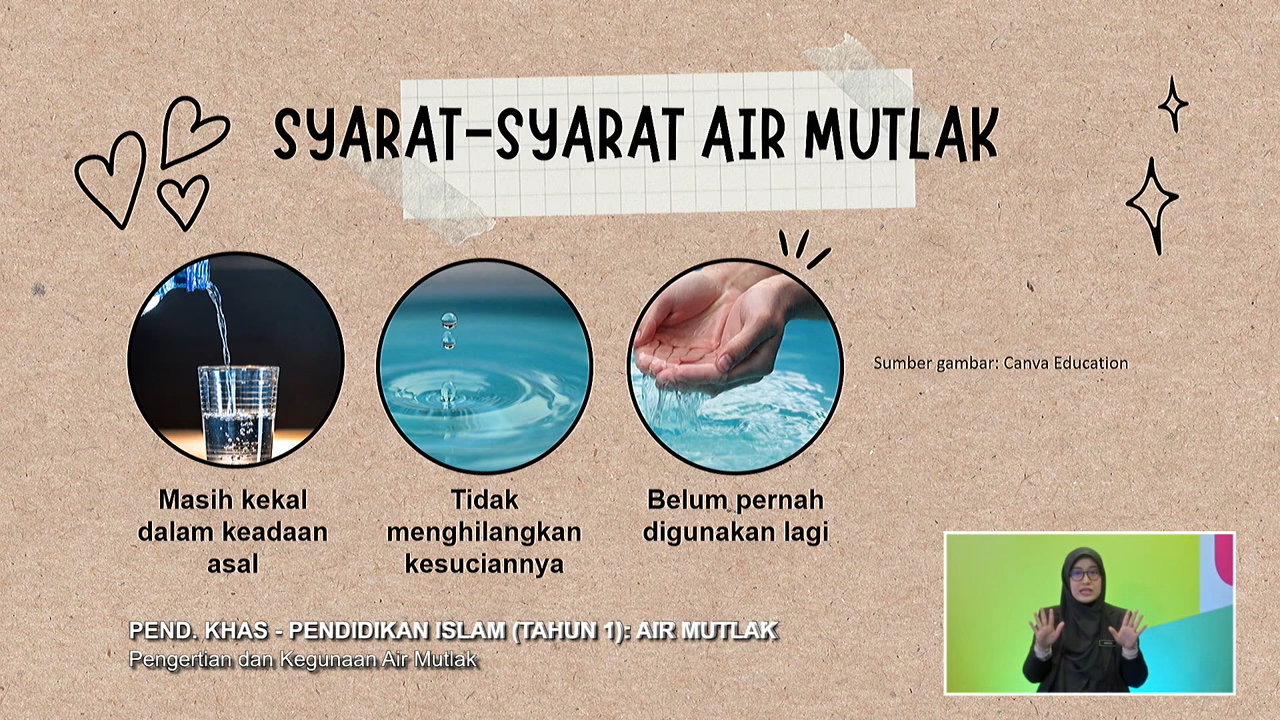 SYARAT-SYARAT AIR MUTLAK
Masih kekal
dalam keadaan
asal
Tidak
menghilangkan
kesuciannya
Belum pernah
digunakan lagi
Sumber gambar: Canva Education
PEND. KHAS - PENDIDIKAN ISLAM (TAHUN 1): AIR MUTLAK
Pengertian dan Kegunaan Air Mutlak